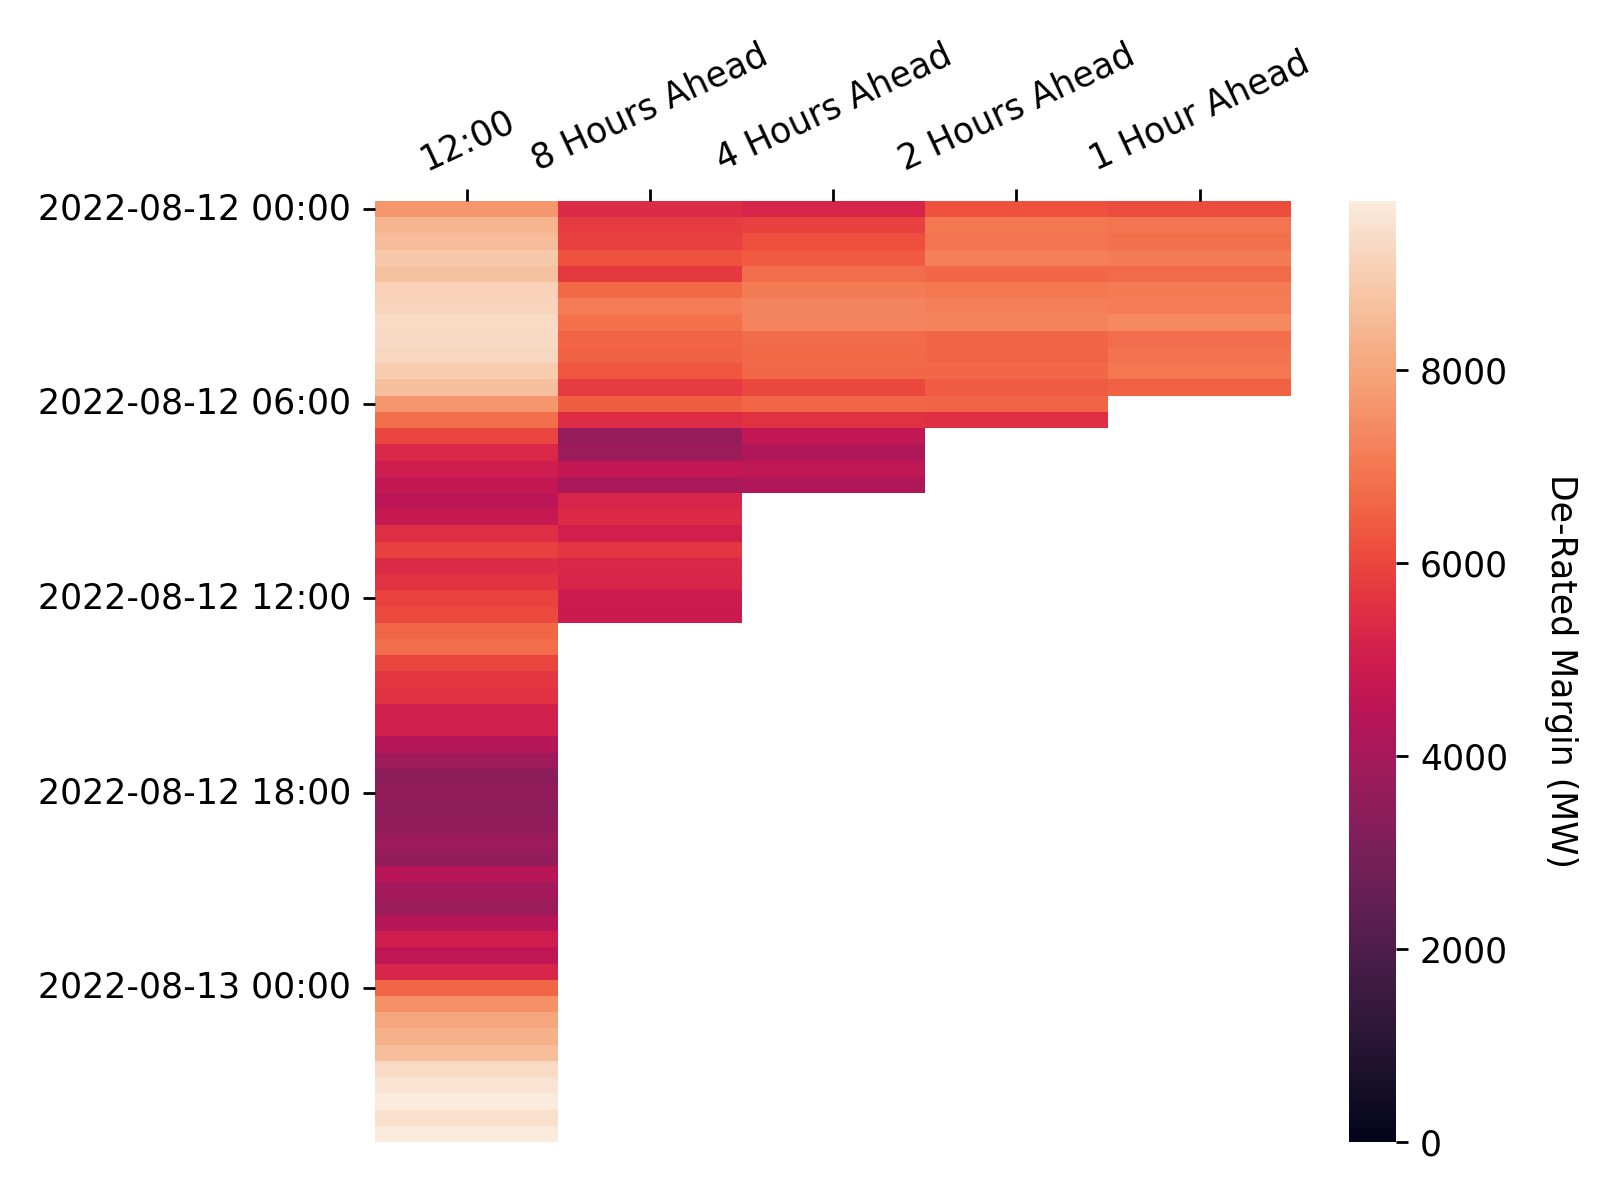 12:00
8 Hours Ahead
4 Hours Ahead
2 Hours Ahead
1 Hour Ahead
2022-08-12 00:00
2022-08-12 06:00
2022-08-12 12:00
2022-08-12 18:00
2022-08-13 00:00
8000
6000
4000
2000
0
De-Rated Margin (MW)